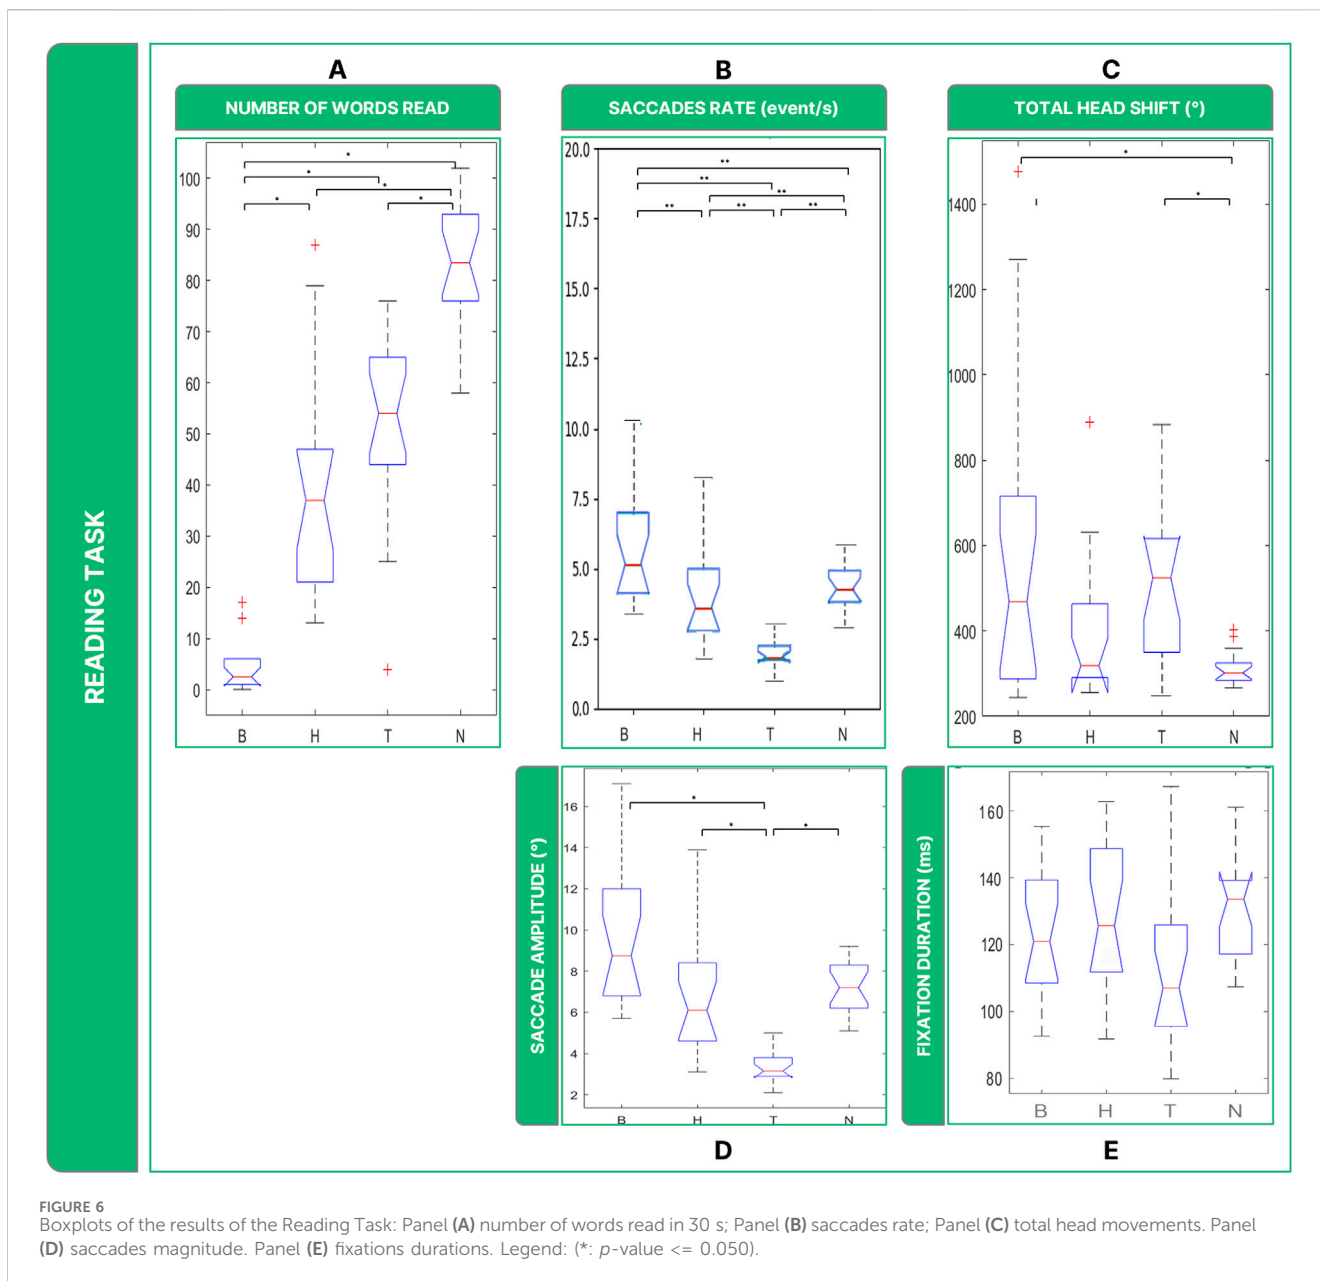 READING TASK
A
NUMBER OF WORDS READ
100
90
80
70
60
50
40
30
20
10
0
B H T N
* * * * *
B
SACCADES RATE (event/s)
20.0
17.5
15.0
12.5
10.0
7.5
5.0
2.5
0.0
B H T N
** ** ** ** ** **
C
TOTAL HEAD SHIFT (°)
1400
1200
1000
800
600
400
200
B H T N
* *
SACCADE AMPLITUDE (°)
16
14
12
10
8
6
4
2
B H T N
* * *
D
FIXATION DURATION (ms)
160
140
120
100
80
B H T N
E
FIGURE 6
Boxplots of the results of the Reading Task: Panel (A) number of words read in 30 s; Panel (B) saccades rate; Panel (C) total head movements. Panel
(D) saccades magnitude. Panel (E) fixations durations. Legend: (*: p-value <= 0.050).